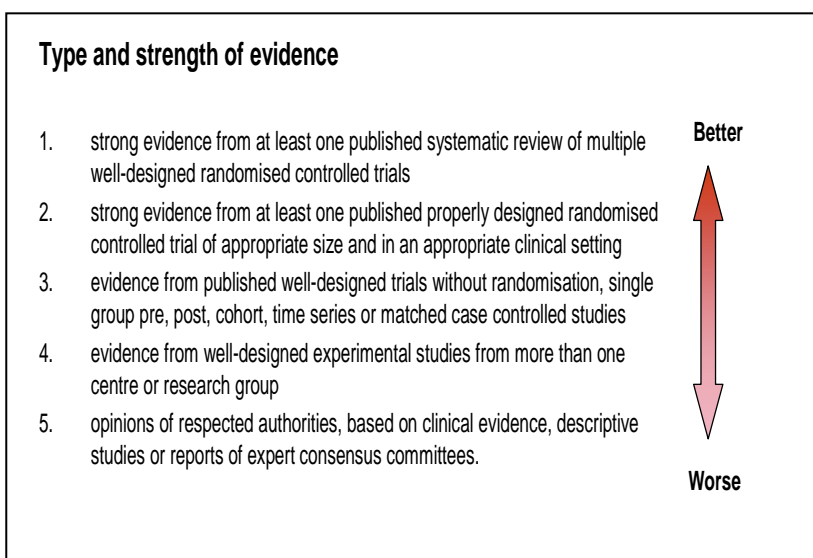 Type and strength of evidence
Better
1. strong evidence from at least one published systematic review of multiple
well-designed randomised controlled trials
2. strong evidence from at least one published properly designed randomised
controlled trial of appropriate size and in an appropriate clinical setting
3. evidence from published well-designed trials without randomisation, single
group pre, post, cohort, time series or matched case controlled studies
4. evidence from well-designed experimental studies from more than one
centre or research group
5. opinions of respected authorities, based on clinical evidence, descriptive
studies or reports of expert consensus committees.
Worse